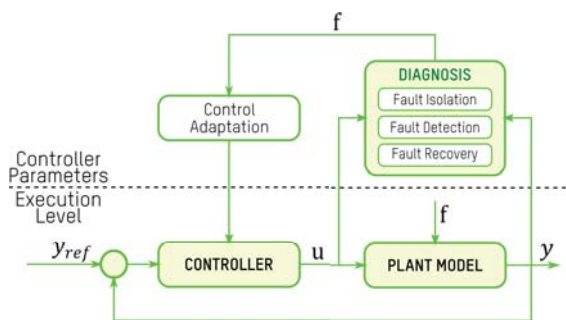 f
DIAGNOSIS
Fault Isolation
Control
Adaptation
Fault Detection
Fault Recovery
Controller
Parameters
Execution
Level
f
y_ref
CONTROLLER
u
PLANT MODEL
y